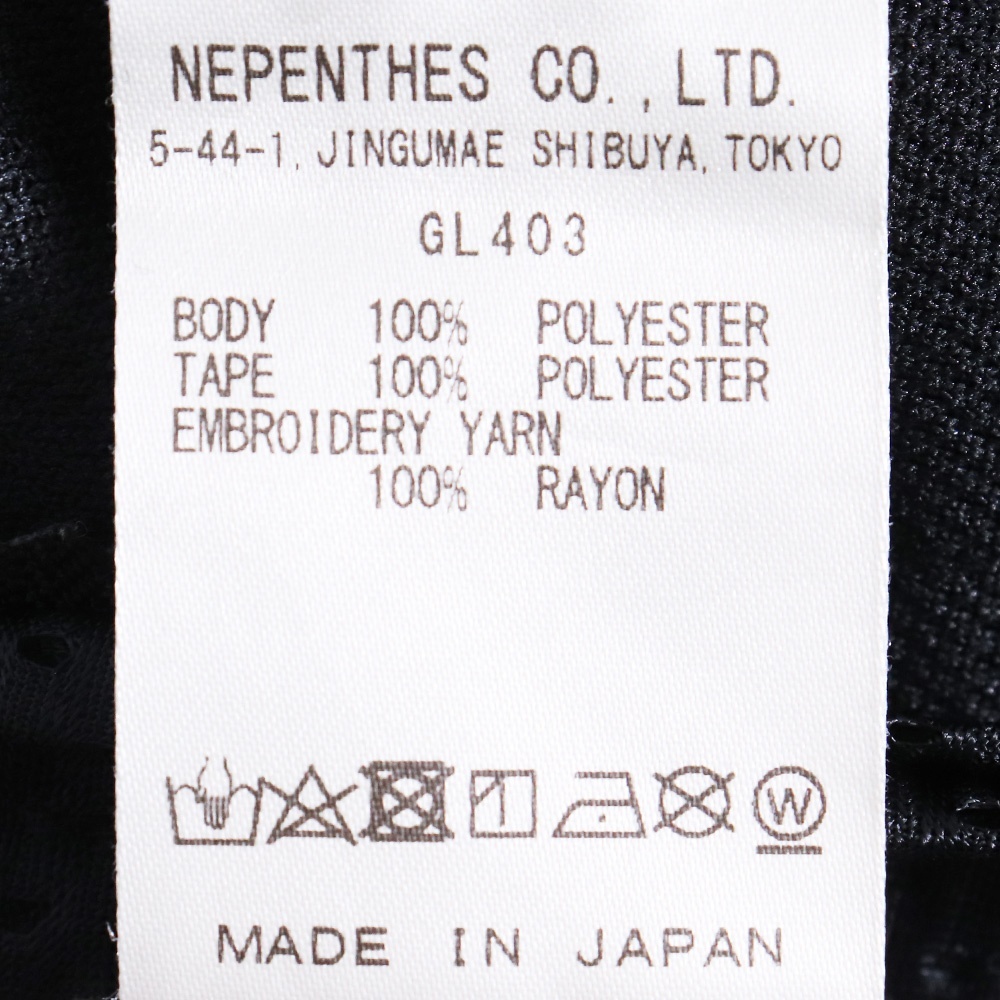 NEPENTHES CO.,LTD.
5-44-1, JINGUMAE SHIBUYA, TOKYO
GL403
BODY 100% POLYESTER
TAPE 100% POLYESTER
EMBROIDERY YARN
100% RAYON
W
MADE IN JAPAN